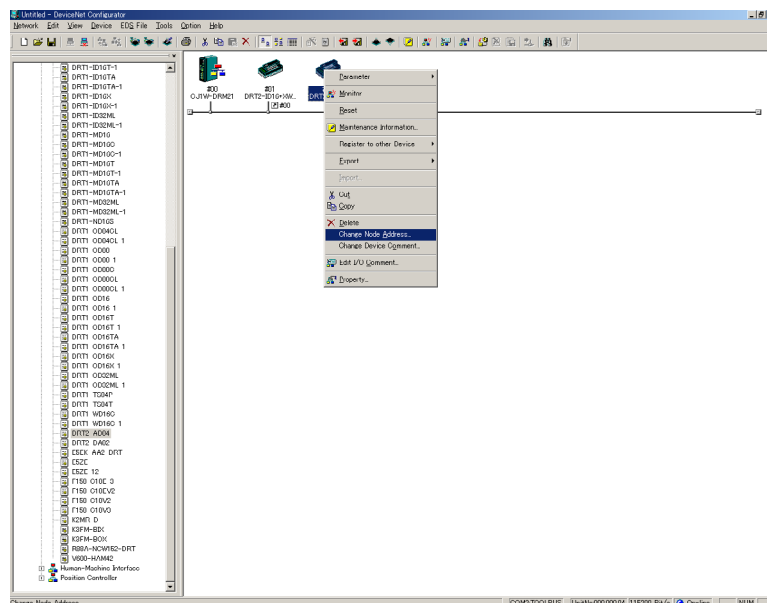 Untitled - DeviceNet Configurator
Network Edit View Device EDS File Tools Option Help
DRT1-ID16T-1
DRT1-ID16TA
DRT1-ID16TA-1
DRT1-ID16X
DRT1-ID16X-1
DRT1-ID32ML
DRT1-ID32ML-1
DRT1-MD16
DRT1-MD16C
DRT1-MD16C-1
DRT1-MD16T
DRT1-MD16T-1
DRT1-MD16TA
DRT1-MD16TA-1
DRT1-MD32ML
DRT1-MD32ML-1
DRT1-ND16S
DRT1 OD04CL
DRT1 OD04CL 1
DRT1 OD08
DRT1 OD08 1
DRT1 OD08C
DRT1 OD08CL
DRT1 OD08CL 1
DRT1 OD16
DRT1 OD16 1
DRT1 OD16T
DRT1 OD16T 1
DRT1 OD16TA
DRT1 OD16TA 1
DRT1 OD16X
DRT1 OD16X 1
DRT1 OD32ML
DRT1 OD32ML 1
DRT1 TS04P
DRT1 TS04T
DRT1 WD16C
DRT1 WD16C 1
DRT2 AD04
DRT2 DA02
E5EK AA2 DRT
E5ZE
E5ZE 12
F150 C10E 3
F150 C10EV2
F150 C10V2
F150 C10V3
K2MR D
K3FM-BIX
K3FM-BOX
R88A-NCW152-DRT
V600-HAM42
Human-Machine Interface
Position Controller
#00
CJ1W-DRM21
#01
DRT2-ID16+XW...
#00
DRT
Parameter
Monitor
Reset
Maintenance Information...
Register to other Device
Export
Import...
Cut
Copy
Delete
Change Node Address...
Change Device Comment...
Edit I/O Comment...
Property...
Change Node Address
115200 Bit/s
On-line
NUM